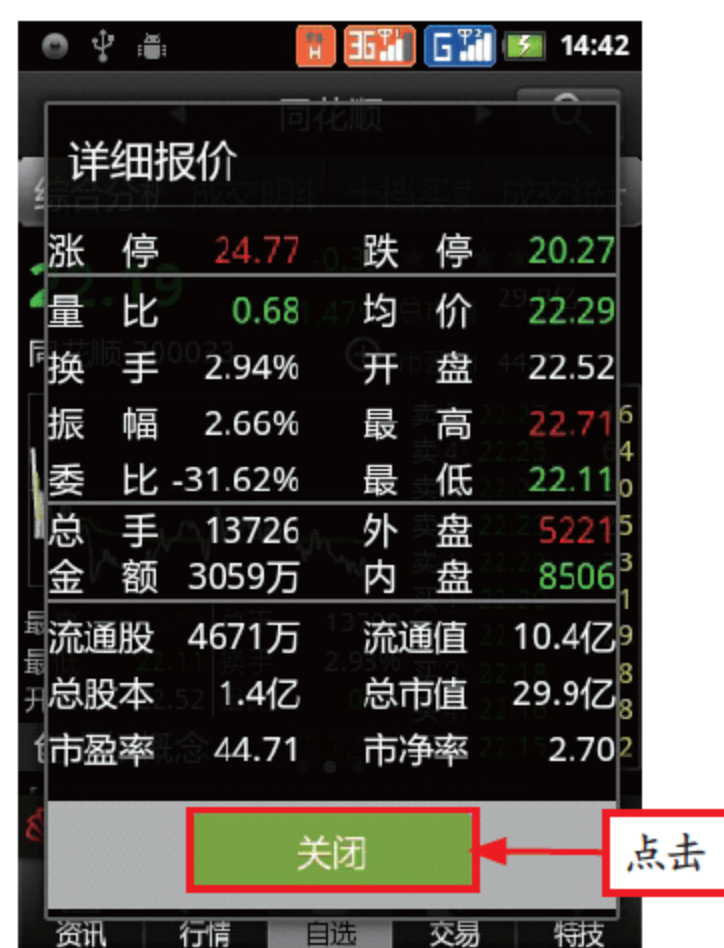 H 3G G 14:42
同花顺
详细报价
涨停 24.77 跌停 20.27
量比 0.68 均价 22.29
换手 2.94% 开盘 22.52
振幅 2.66% 最高 22.71
委比 -31.62% 最低 22.11
总手 13726 外盘 5221
金额 3059万 内盘 8506
流通股 4671万 流通值 10.4亿
总股本 1.4亿 总市值 29.9亿
市盈率 44.71 市净率 2.70
关闭
点击
资讯 行情 自选 交易 特技